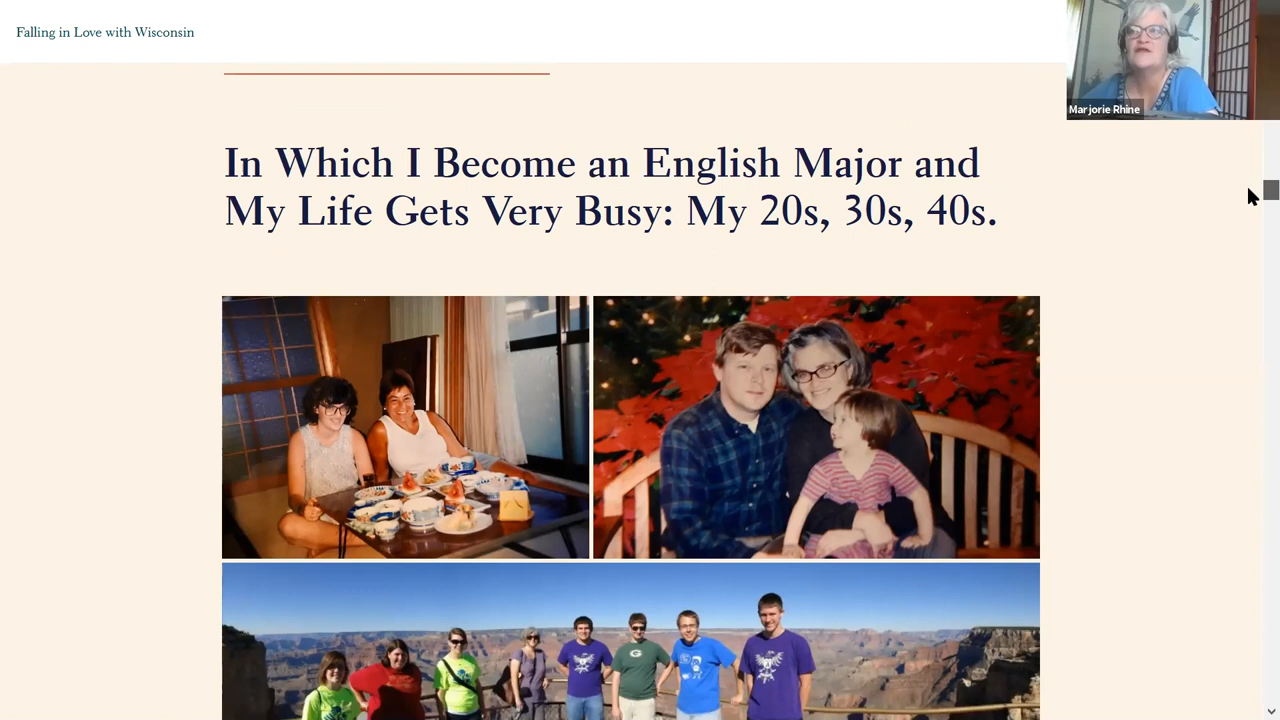 Falling in Love with Wisconsin
Marjorie Rhine
In Which I Become an English Major and
My Life Gets Very Busy: My 20s, 30s, 40s.
G